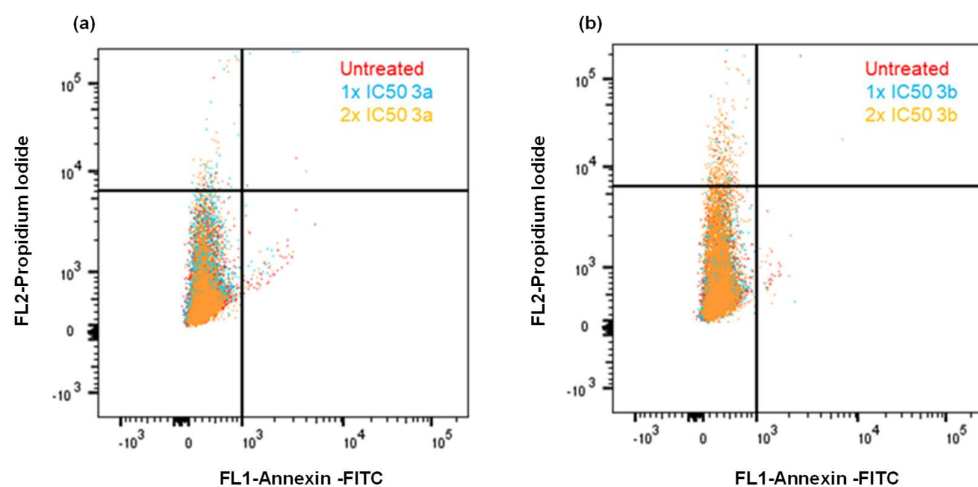 (a)
Untreated
1x IC50 3a
2x IC50 3a
10^5
10^4
10^3
0
-10^3
FL2-Propidium Iodide
-10^3 0 10^3 10^4 10^5
FL1-Annexin -FITC
(b)
Untreated
1x IC50 3b
2x IC50 3b
10^5
10^4
10^3
0
-10^3
FL2-Propidium Iodide
-10^3 0 10^3 10^4 10^5
FL1-Annexin -FITC